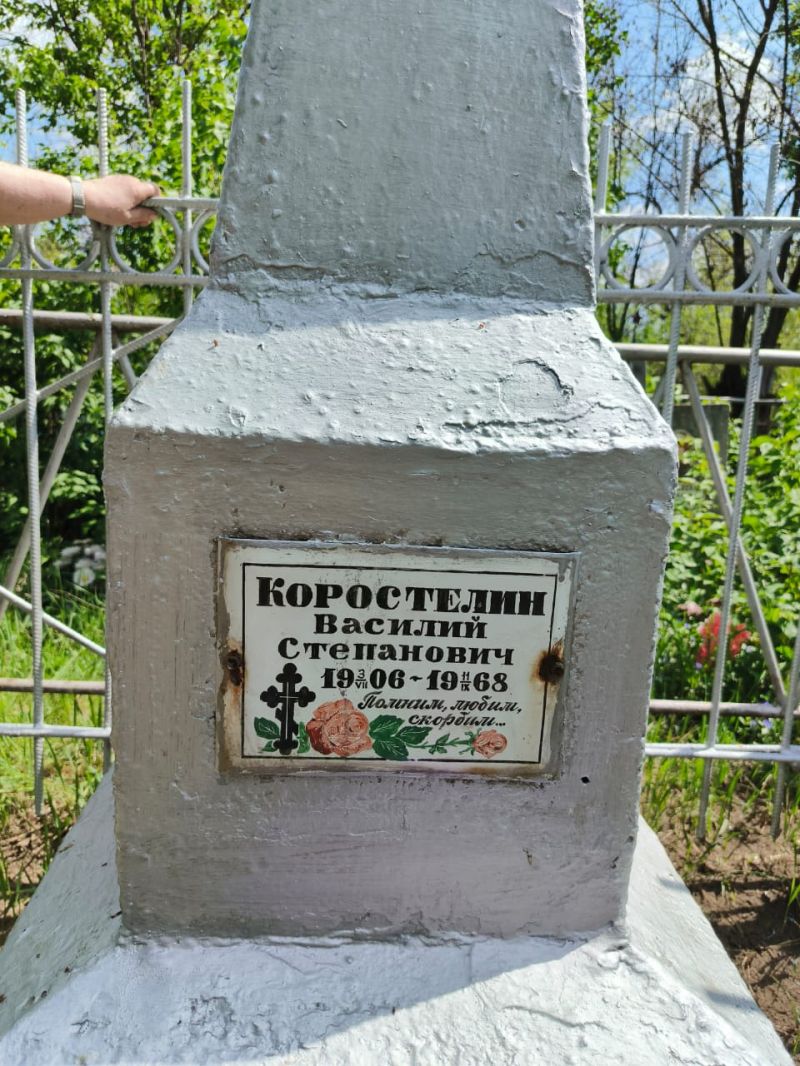 КОРОСТЕЛИН
ВАСИЛИЙ
СТЕПАНОВИЧ
19 3/VII 06 ~ 19 11/IX 68
Помним, любим,
скорбим...